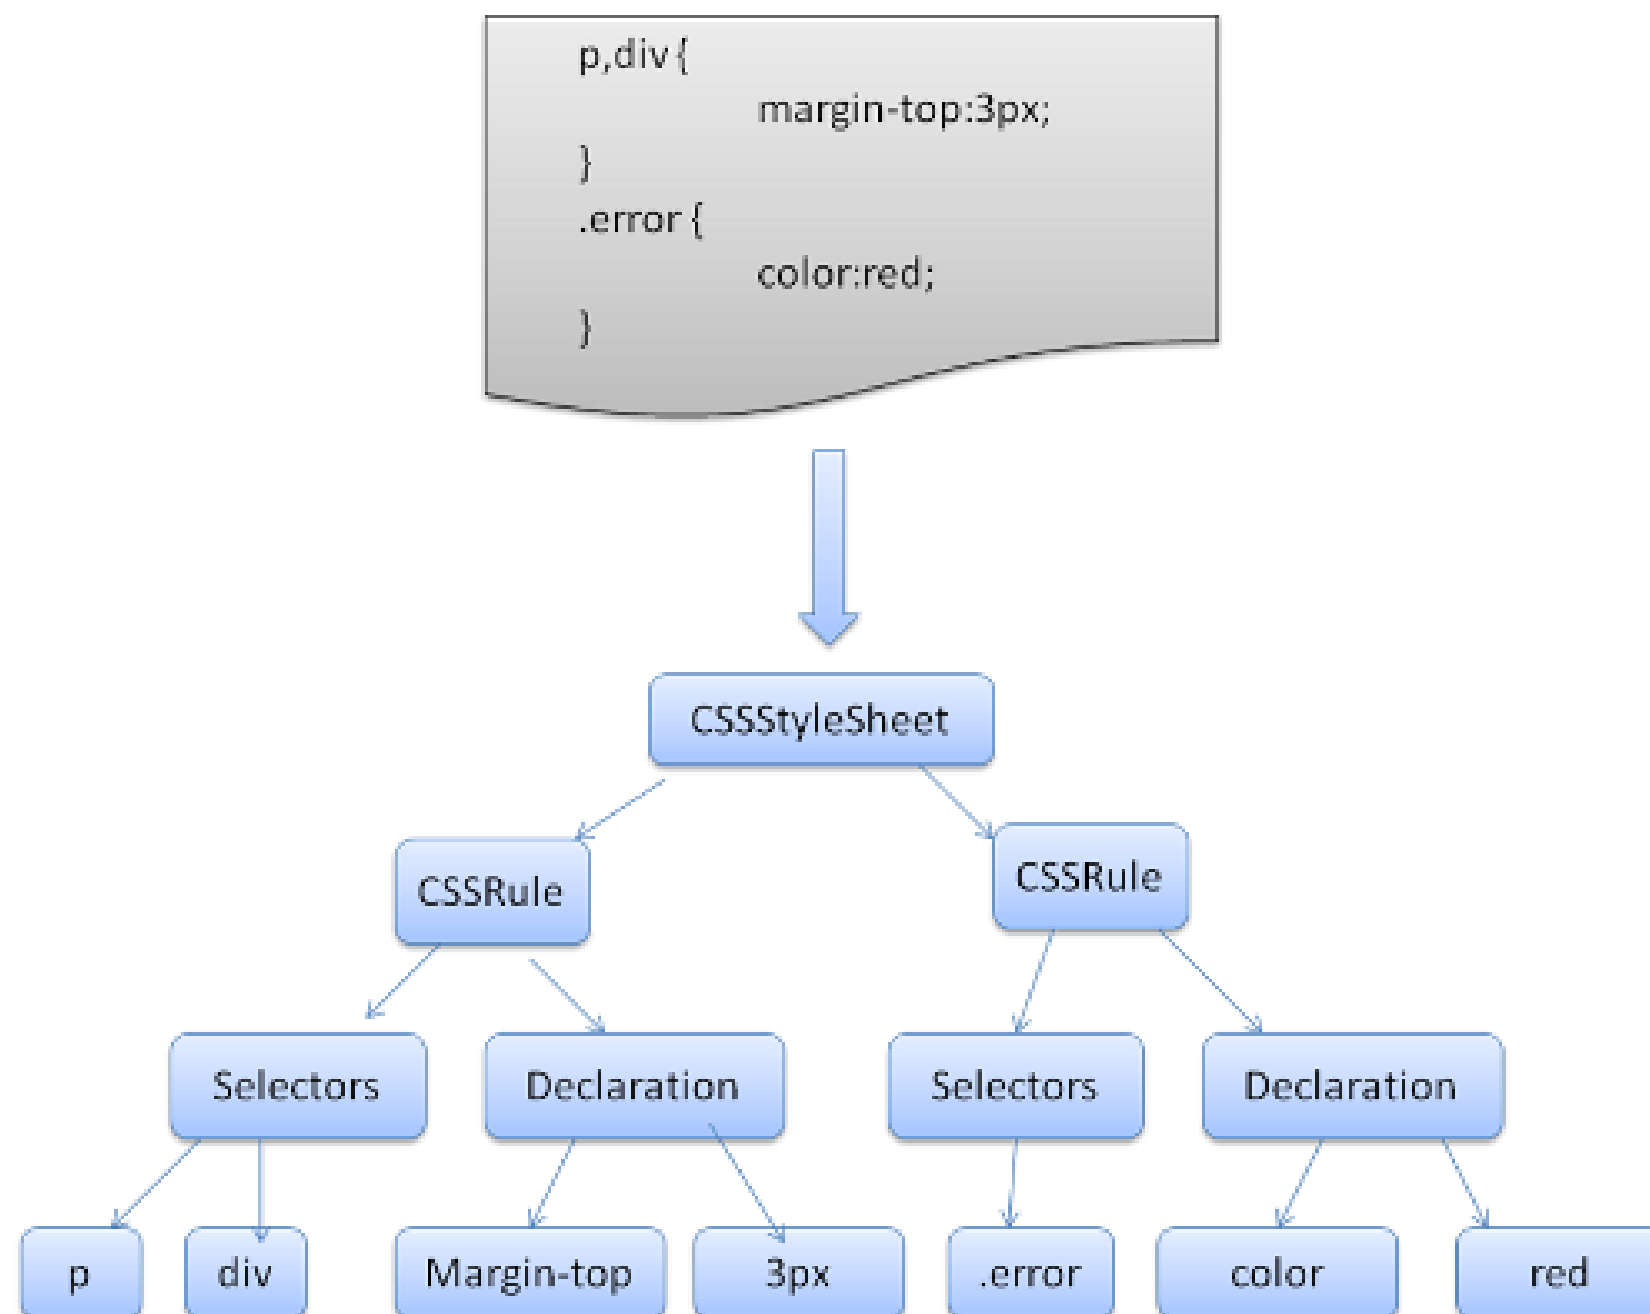 p,div {
margin-top:3px;
}
.error {
color:red;
}
CSSStyleSheet
CSSRule
CSSRule
Selectors
Declaration
Selectors
Declaration
p
div
Margin-top
3px
.error
color
red